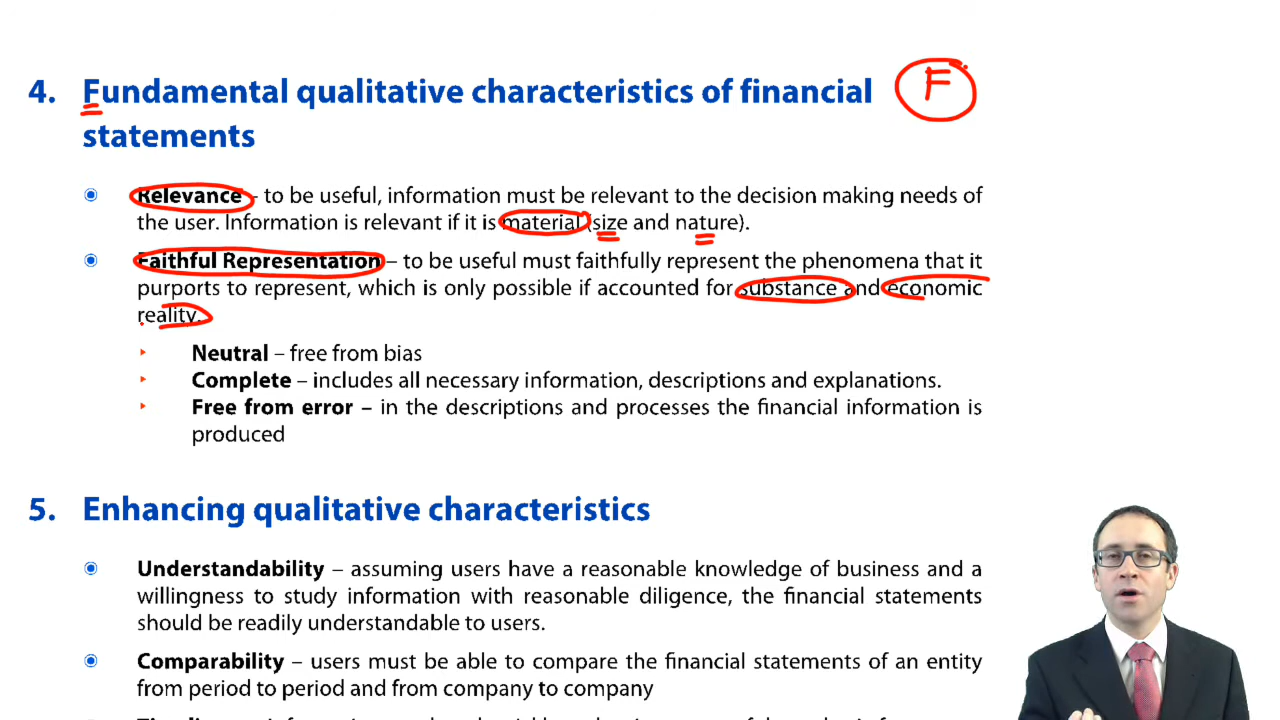 4. Fundamental qualitative characteristics of financial F
statements
Relevance - to be useful, information must be relevant to the decision making needs of
the user. Information is relevant if it is material (size and nature).
Faithful Representation – to be useful must faithfully represent the phenomena that it
purports to represent, which is only possible if accounted for substance and economic
reality.
Neutral – free from bias
Complete – includes all necessary information, descriptions and explanations.
Free from error – in the descriptions and processes the financial information is
produced
5. Enhancing qualitative characteristics
Understandability – assuming users have a reasonable knowledge of business and a
willingness to study information with reasonable diligence, the financial statements
should be readily understandable to users.
Comparability – users must be able to compare the financial statements of an entity
from period to period and from company to company